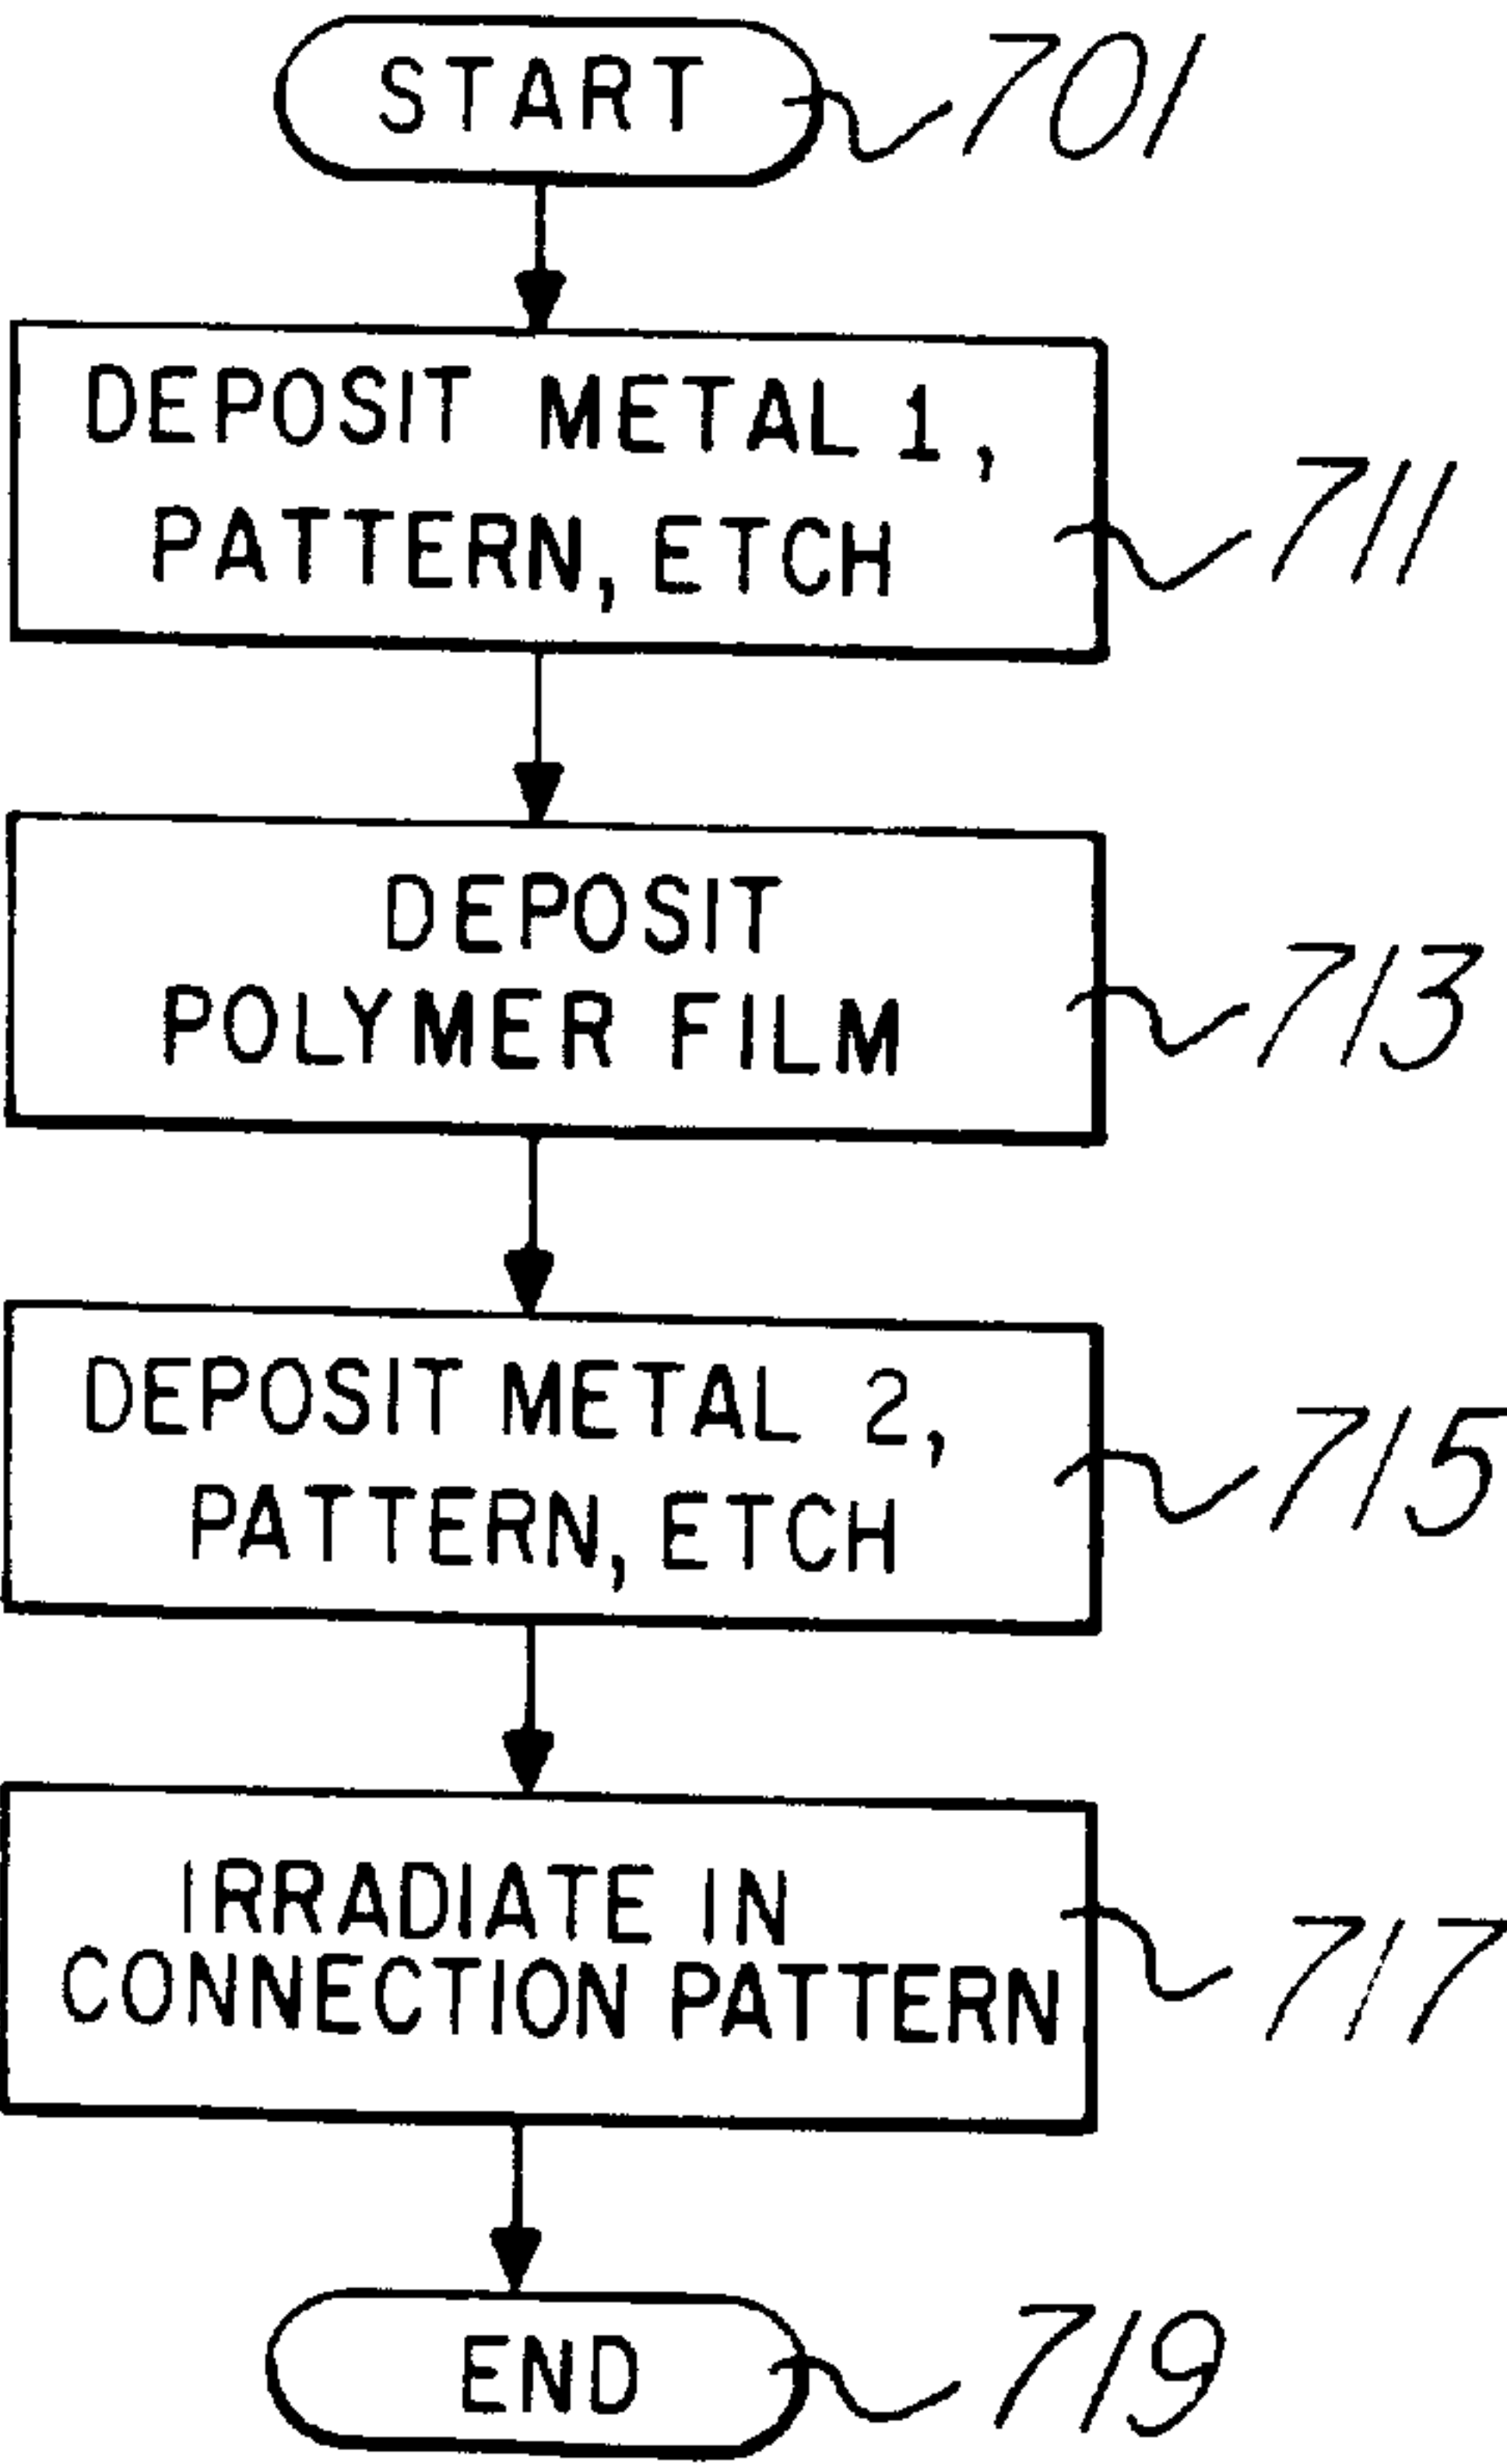 START
701
DEPOSIT METAL 1,
PATTERN, ETCH
711
DEPOSIT
POLYMER FILM
713
DEPOSIT METAL 2,
PATTERN, ETCH
715
IRRADIATE IN
CONNECTION PATTERN
717
END
719